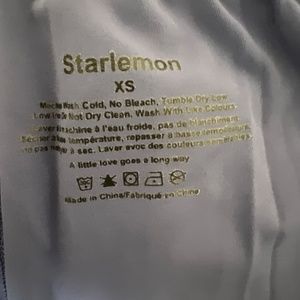 Starlemon
XS
Wash Cold, No Bleach, Tumble Dry Low
Low Not Dry Clean. Wash With Like Colours.
machine à l'eau froide, pas de blanchiment
température, repasser à basse température.
pas à sec. Laver avec des couleurs
A little love goes a long way
Made in China/Fabriqué en Chine